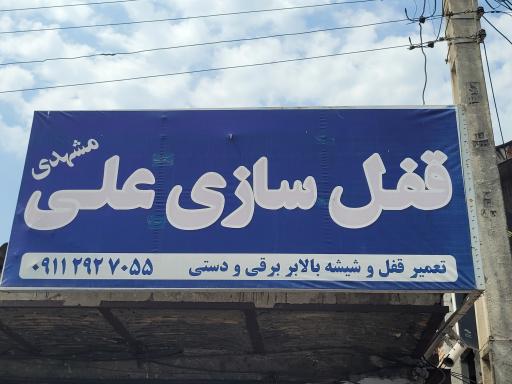 قفل سازی علی
مشهدی
تعمیر قفل و شیشه بالابر برقی و دستی ۰۹۱۱ ۲۹۲ ۷۰۵۵